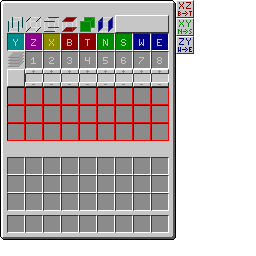 Y Z X B T N S W E
1 2 3 4 5 6 7 8
+ + + + + + + +
- - - - - - - -
XZ
B→T
XY
N→S
ZY
W→E